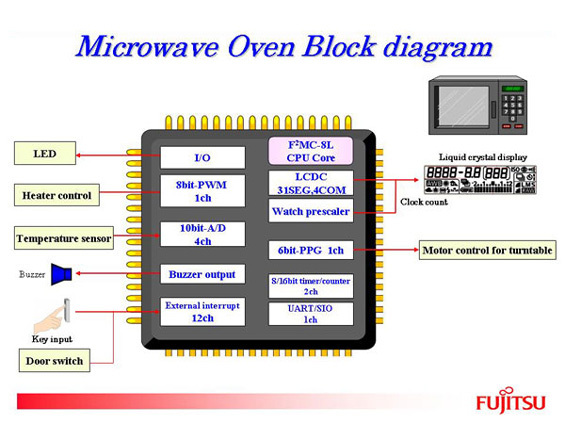 Microwave Oven Block diagram
LED
Heater control
Temperature sensor
Buzzer
Key input
Door switch
I/O
8bit-PWM
1ch
10bit-A/D
4ch
Buzzer output
External interrupt
12ch
F²MC-8L
CPU Core
LCDC
31SEG,4COM
Watch prescaler
6bit-PPG 1ch
8/16bit timer/counter
2ch
UART/SIO
1ch
Liquid crystal display
Clock count
Motor control for turntable
FUJITSU